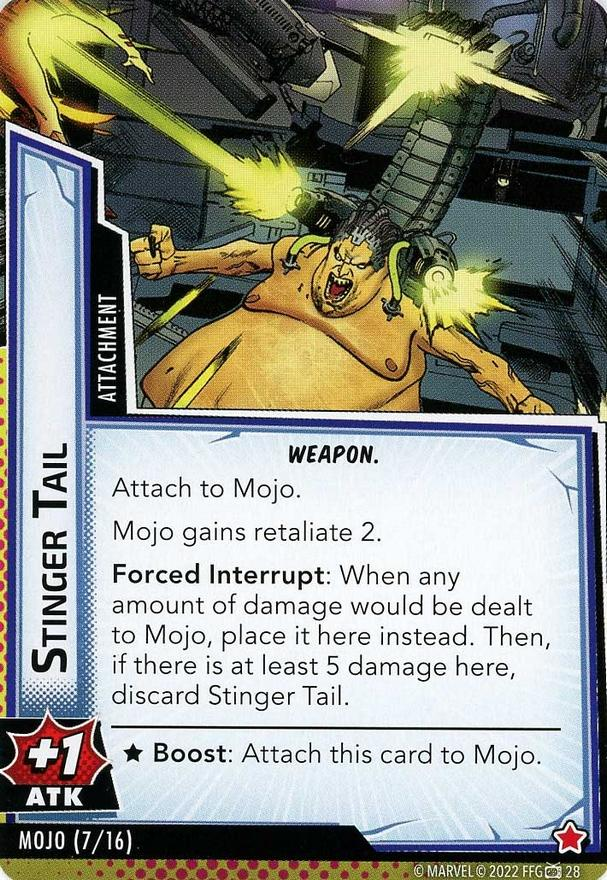 ATTACHMENT
STINGER TAIL
WEAPON.
Attach to Mojo.
Mojo gains retaliate 2.
Forced Interrupt: When any
amount of damage would be dealt
to Mojo, place it here instead. Then,
if there is at least 5 damage here,
discard Stinger Tail.
★ Boost: Attach this card to Mojo.
+1
ATK
MOJO (7/16)
© MARVEL © 2022 FFG 28